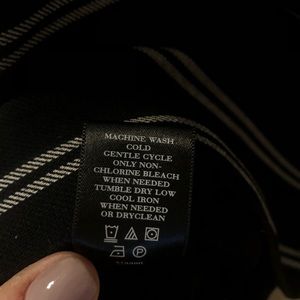 MACHINE WASH
COLD
GENTLE CYCLE
ONLY NON-
CHLORINE BLEACH
WHEN NEEDED
TUMBLE DRY LOW
COOL IRON
WHEN NEEDED
OR DRYCLEAN
P